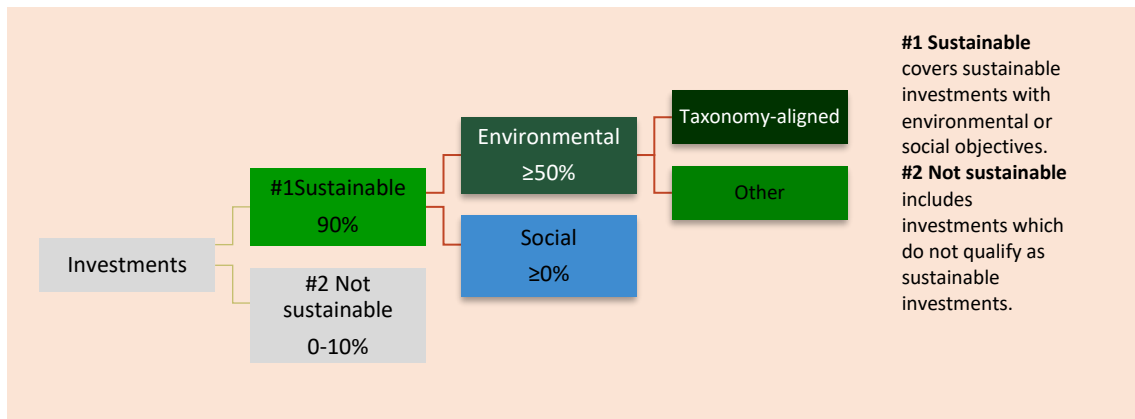 Investments
#1Sustainable
90%
#2 Not
sustainable
0-10%
Environmental
≥50%
Social
≥0%
Taxonomy-aligned
Other
#1 Sustainable
covers sustainable
investments with
environmental or
social objectives.
#2 Not sustainable
includes
investments which
do not qualify as
sustainable
investments.